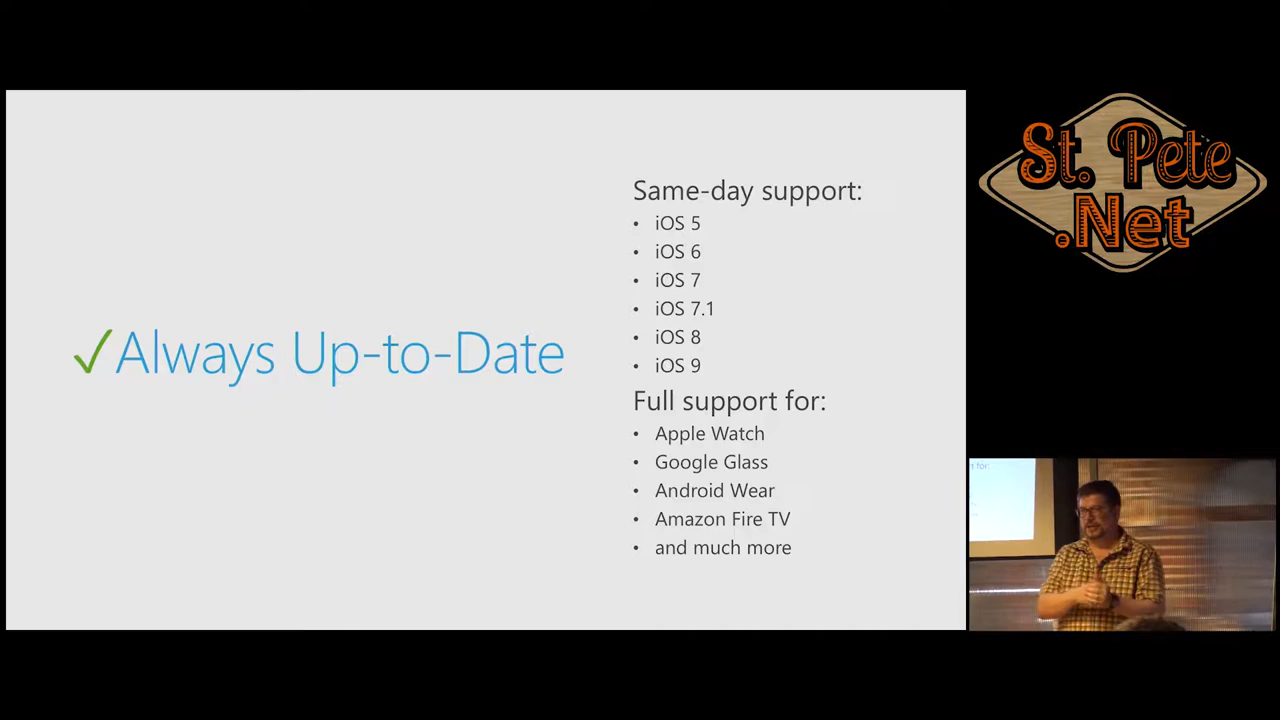 ✓Always Up-to-Date
Same-day support:
• iOS 5
• iOS 6
• iOS 7
• iOS 7.1
• iOS 8
• iOS 9
Full support for:
• Apple Watch
• Google Glass
• Android Wear
• Amazon Fire TV
• and much more
St. Pete
.Net